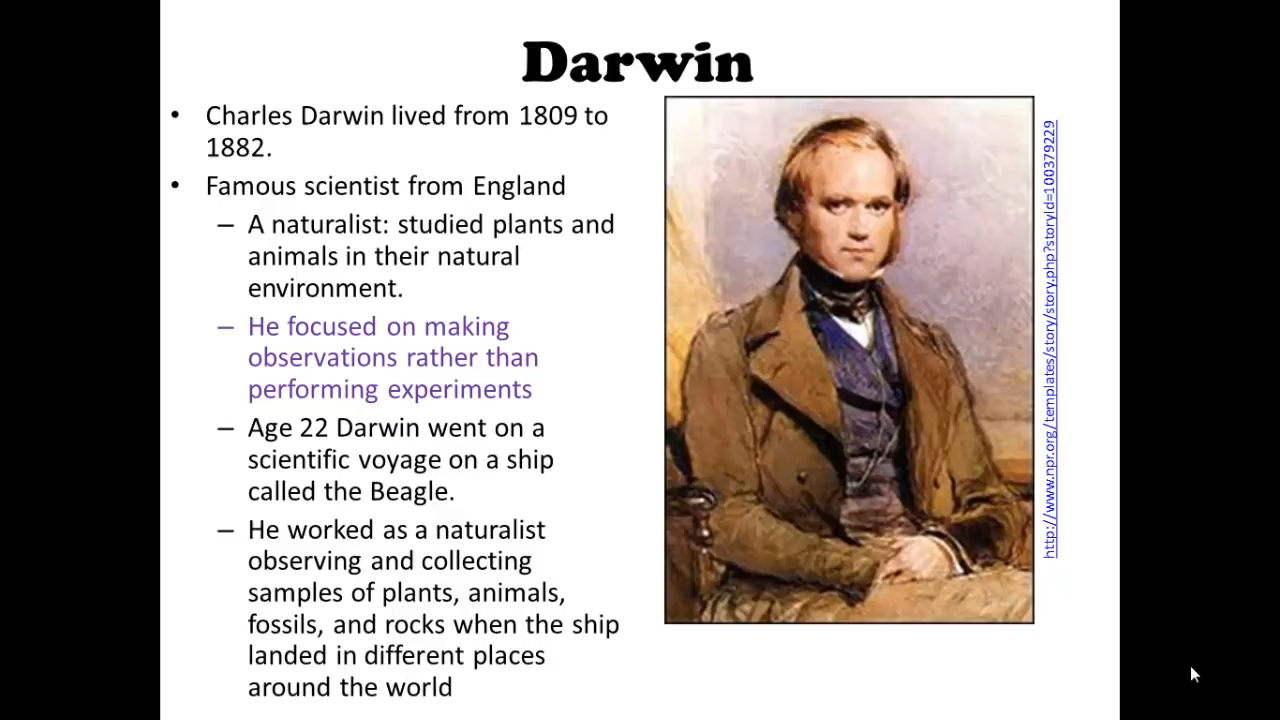 Darwin
• Charles Darwin lived from 1809 to
1882.
• Famous scientist from England
– A naturalist: studied plants and
animals in their natural
environment.
– He focused on making
observations rather than
performing experiments
– Age 22 Darwin went on a
scientific voyage on a ship
called the Beagle.
– He worked as a naturalist
observing and collecting
samples of plants, animals,
fossils, and rocks when the ship
landed in different places
around the world
http://www.npr.org/templates/story/story.php?storyId=100379229